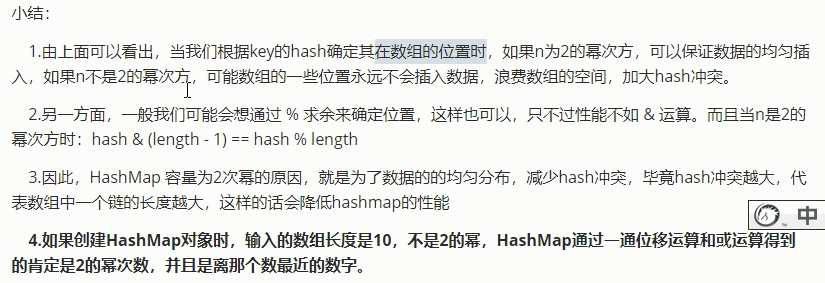 小结：
1.由上面可以看出，当我们根据key的hash确定其在数组的位置时，如果n为2的幂次方，可以保证数据的均匀插
入，如果n不是2的幂次方，可能数组的一些位置永远不会插入数据，浪费数组的空间，加大hash冲突。
2.另一方面，一般我们可能会想通过 % 求余来确定位置，这样也可以，只不过性能不如 & 运算。而且当n是2的
幂次方时：hash & (length - 1) == hash % length
3.因此，HashMap 容量为2次幂的原因，就是为了数据的的均匀分布，减少hash冲突，毕竟hash冲突越大，代
表数组中一个链的长度越大，这样的话会降低hashmap的性能
4.如果创建HashMap对象时，输入的数组长度是10，不是2的幂，HashMap通过一通位移运算和或运算得到
的肯定是2的幂次数，并且是离那个数最近的数字。
中